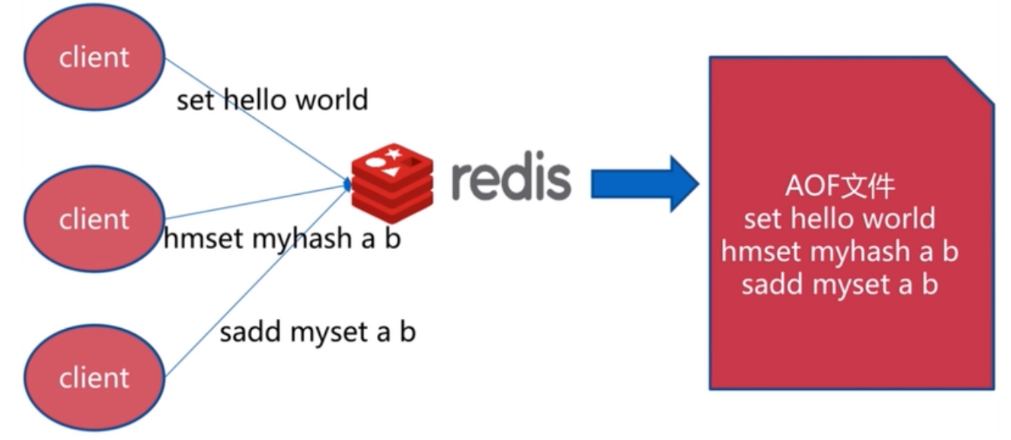 client
set hello world
client
hmset myhash a b
redis
sadd myset a b
client
AOF文件
set hello world
hmset myhash a b
sadd myset a b